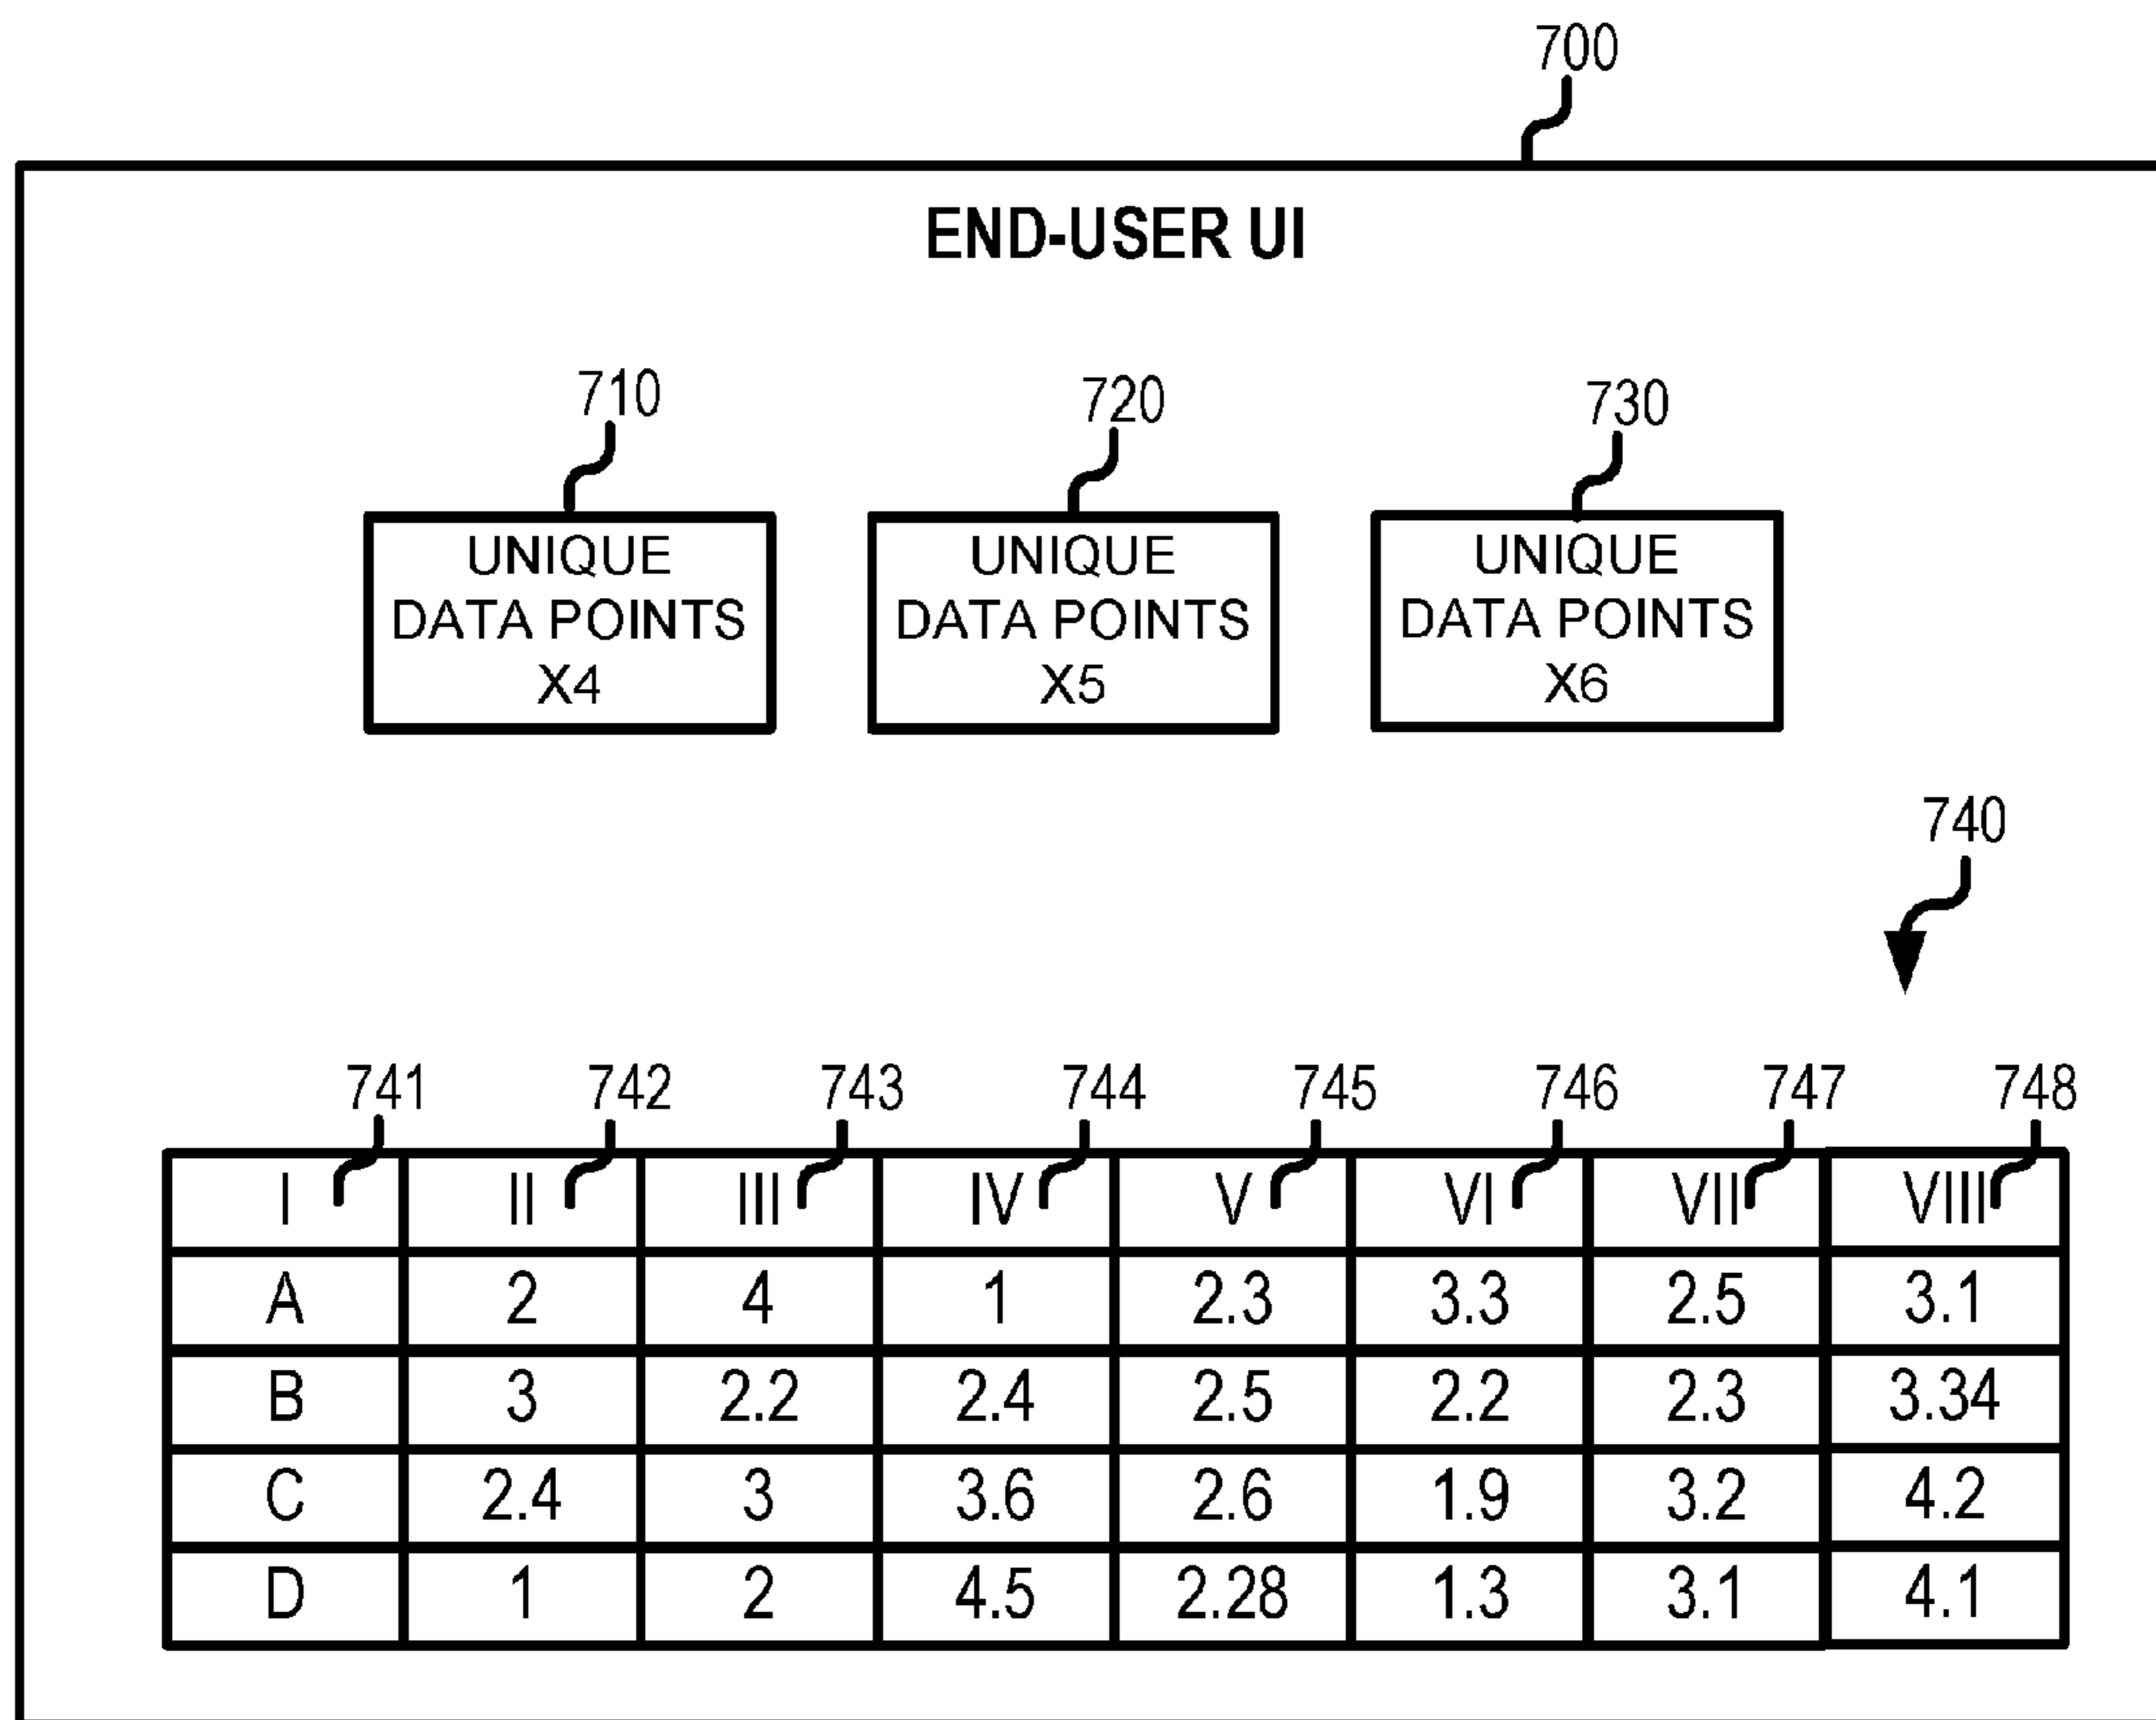 700
END-USER UI
710 720 730
UNIQUE DATA POINTS X4
UNIQUE DATA POINTS X5
UNIQUE DATA POINTS X6
740
741 742 743 744 745 746 747 748
I II III IV V VI VII VIII
A 2 4 1 2.3 3.3 2.5 3.1
B 3 2.2 2.4 2.5 2.2 2.3 3.34
C 2.4 3 3.6 2.6 1.9 3.2 4.2
D 1 2 4.5 2.28 1.3 3.1 4.1